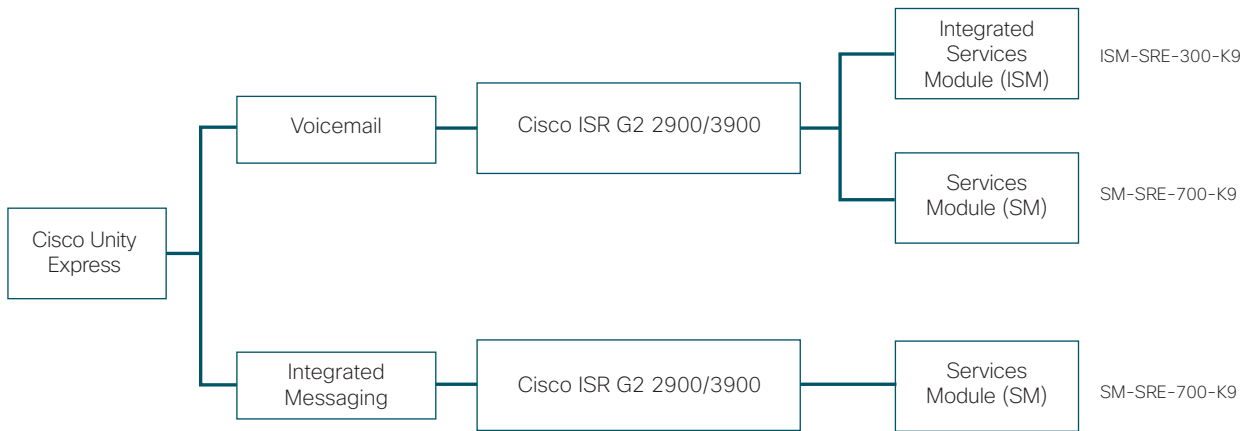 Integrated
Services
Module (ISM)
ISM-SRE-300-K9
Voicemail
Cisco ISR G2 2900/3900
Services
Module (SM)
SM-SRE-700-K9
Cisco Unity
Express
Integrated
Messaging
Cisco ISR G2 2900/3900
Services
Module (SM)
SM-SRE-700-K9